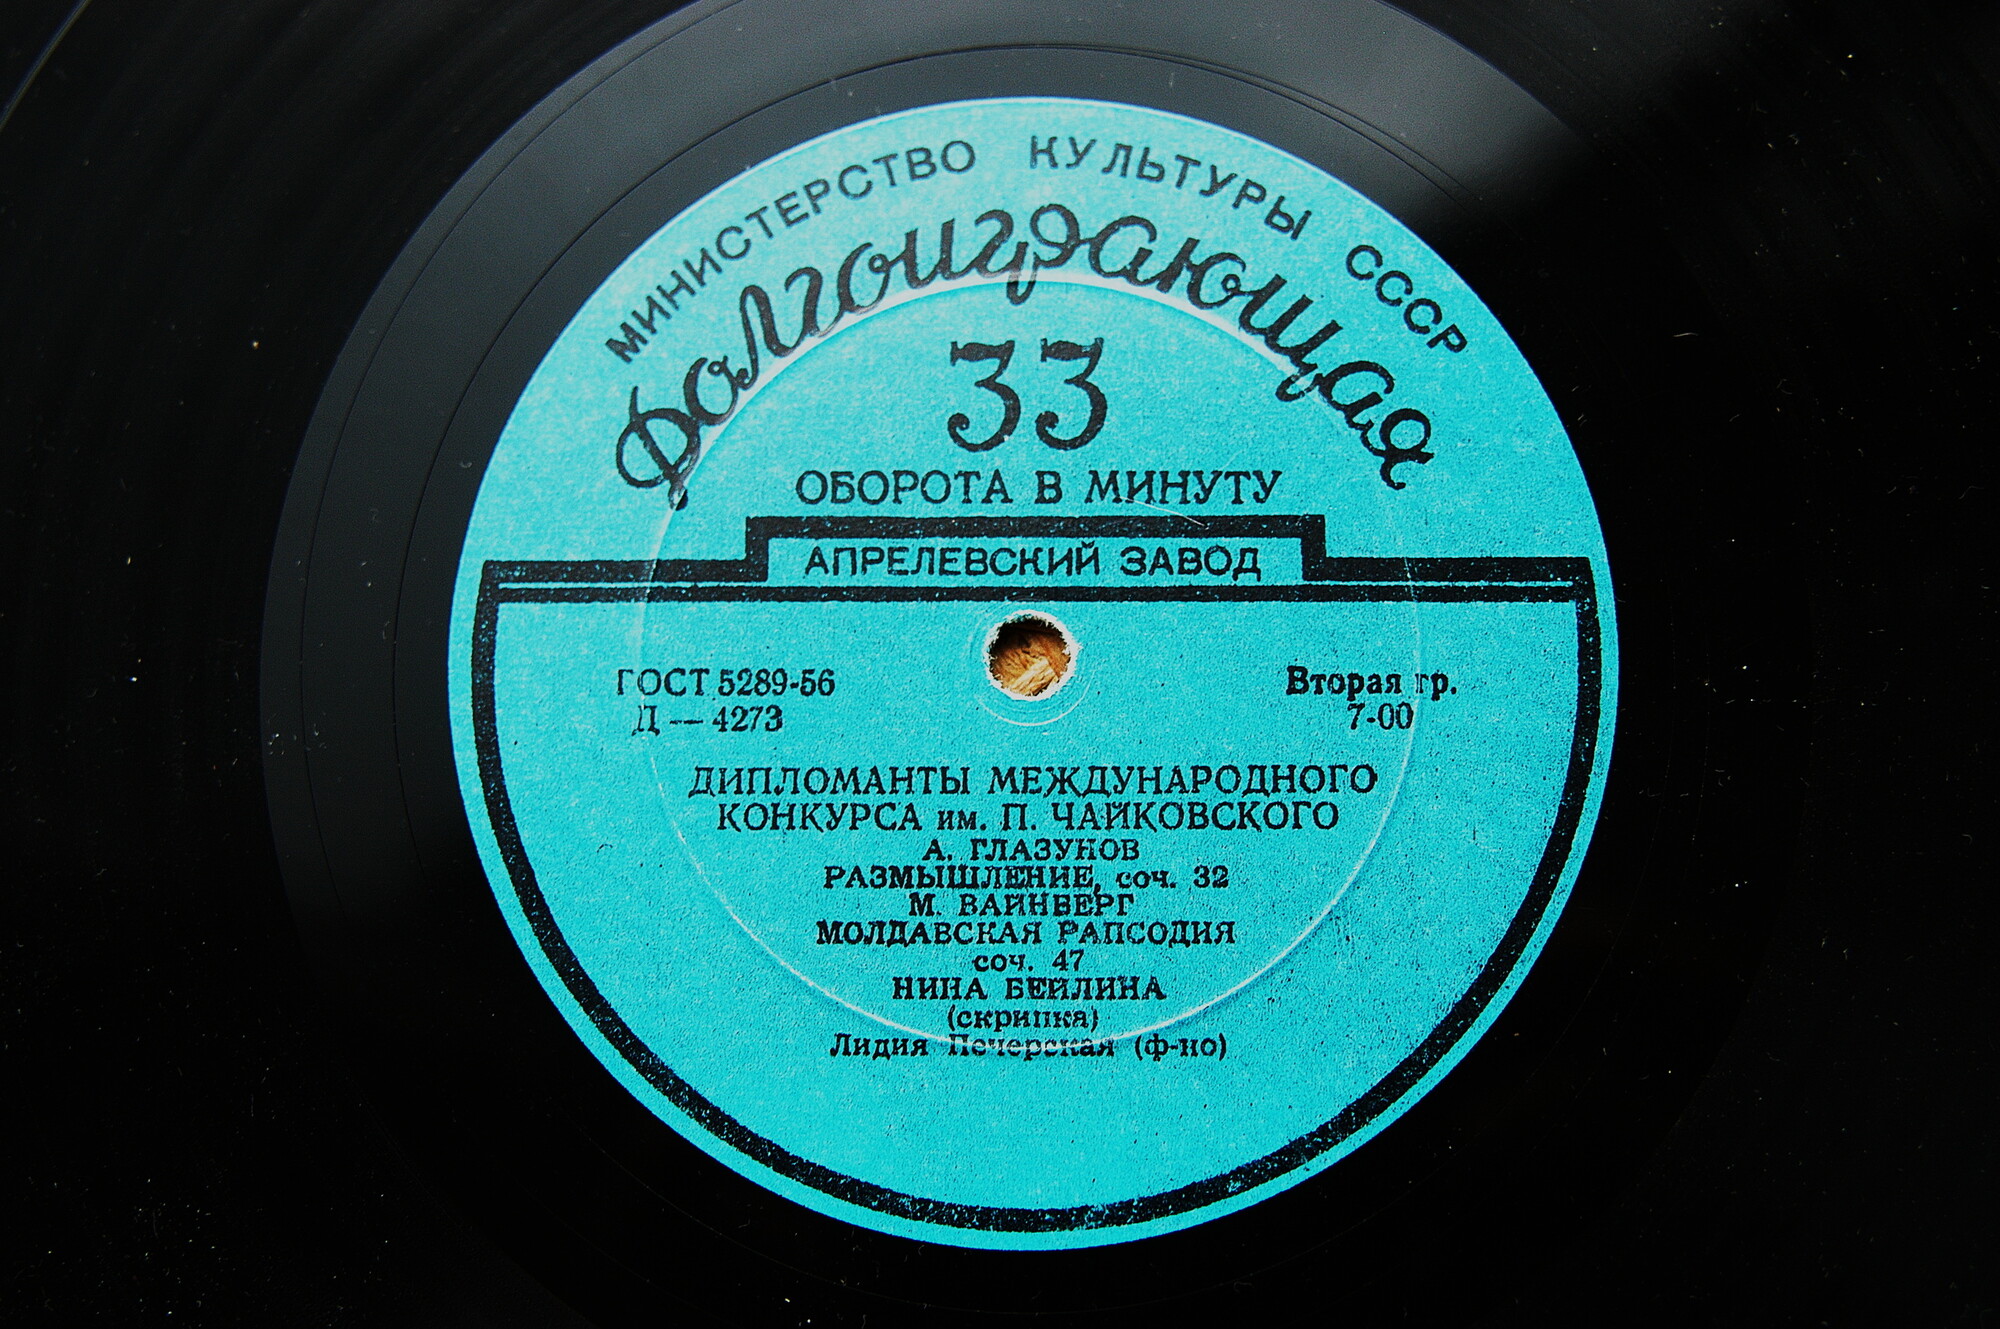 МИНИСТЕРСТВО КУЛЬТУРЫ СССР
Долгоиграющая
33
ОБОРОТА В МИНУТУ
АПРЕЛЕВСКИЙ ЗАВОД
ГОСТ 5289-56
Д — 4273
Вторая гр.
7-00
ДИПЛОМАНТЫ МЕЖДУНАРОДНОГО
КОНКУРСА им. П. ЧАЙКОВСКОГО
А. ГЛАЗУНОВ
РАЗМЫШЛЕНИЕ, соч. 32
М. ВАЙНБЕРГ
МОЛДАВСКАЯ РАПСОДИЯ
соч. 47
НИНА БЕЙЛИНА
(скрипка)
Лидия Печерская (ф-но)